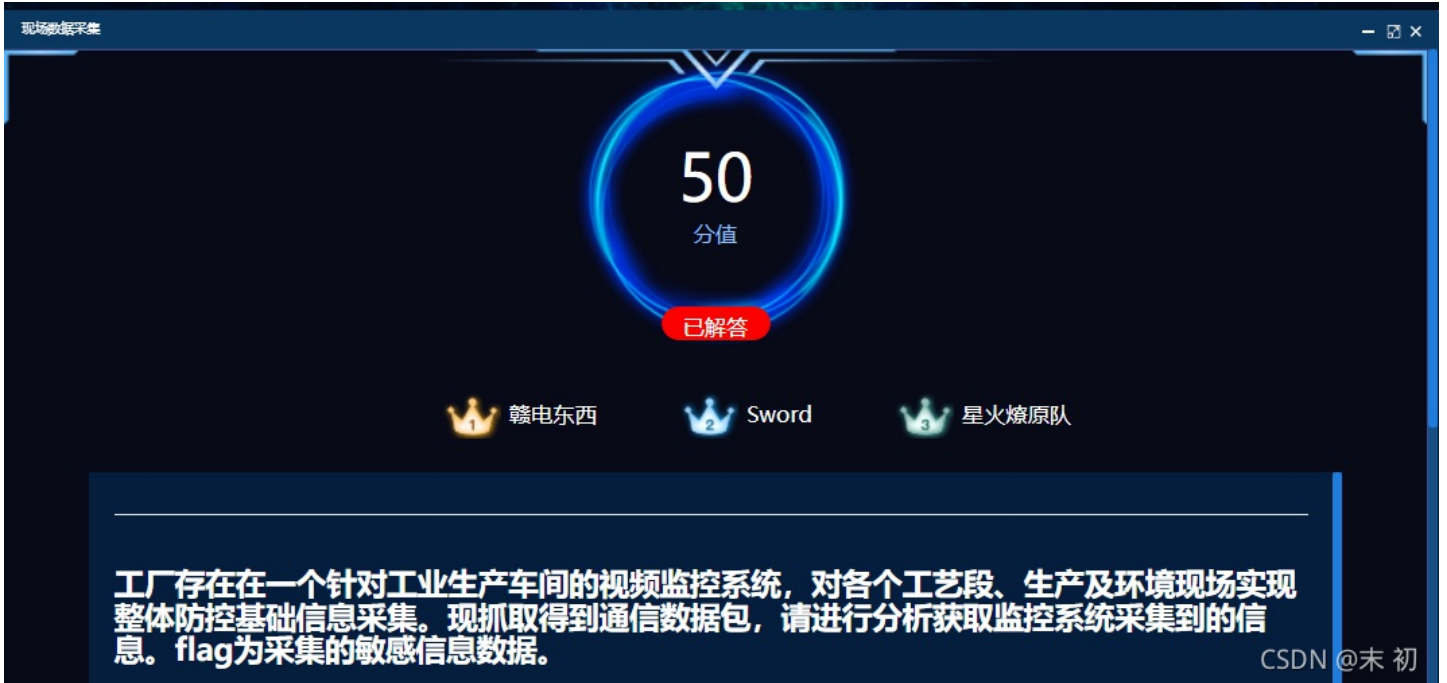 现场数据采集
50
分值
已解答
1 赣电东西 2 Sword 3 星火燎原队
工厂存在在一个针对工业生产车间的视频监控系统，对各个工艺段、生产及环境现场实现
整体防控基础信息采集。现抓取得到通信数据包，请进行分析获取监控系统采集到的信
息。flag为采集的敏感信息数据。
CSDN @末 初